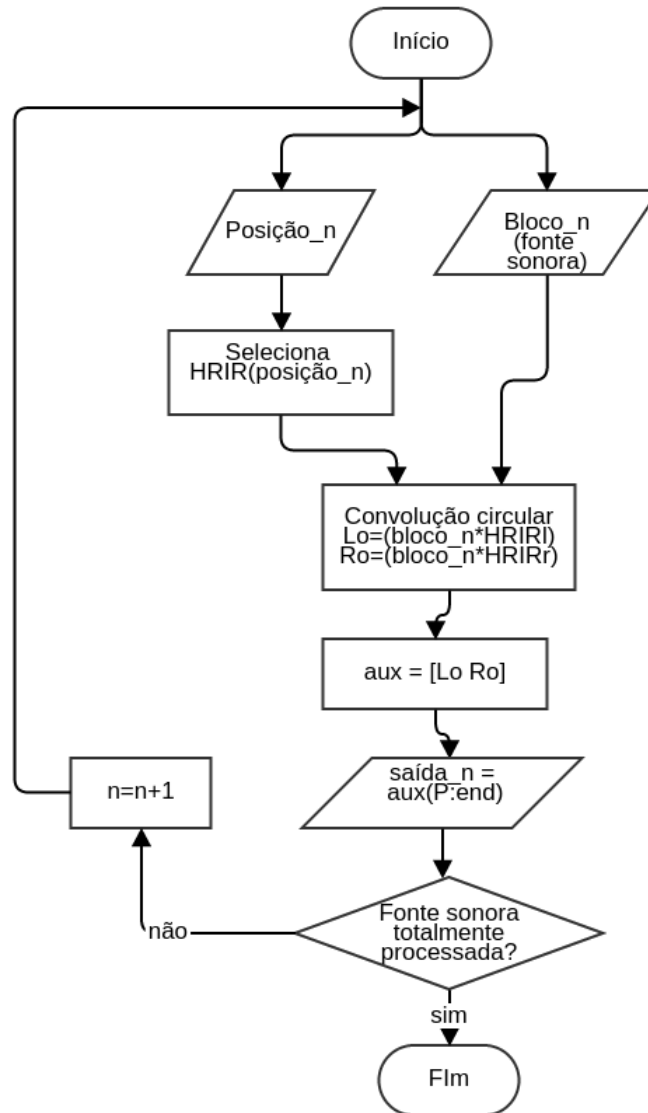 Início
Posição_n
Bloco_n
(fonte
sonora)
Seleciona
HRIR(posição_n)
Convolução circular
Lo=(bloco_n*HRIRl)
Ro=(bloco_n*HRIRr)
aux = [Lo Ro]
saída_n =
aux(P:end)
n=n+1
Fonte sonora
totalmente
processada?
não
sim
FIm